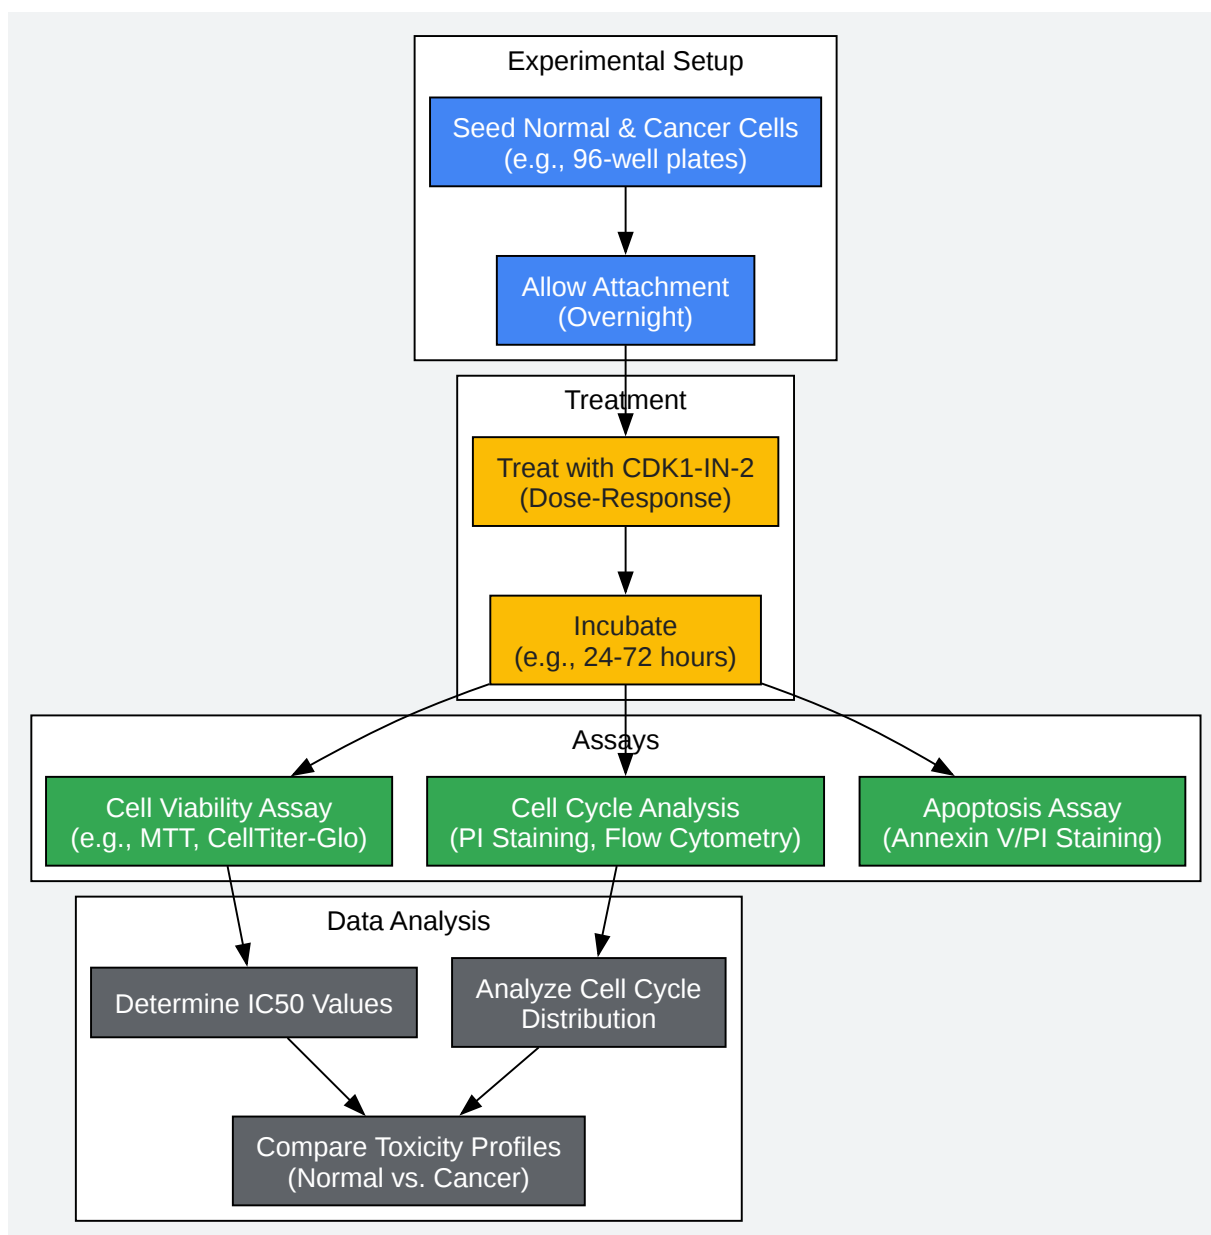 Experimental Setup
Seed Normal & Cancer Cells
(e.g., 96-well plates)
Allow Attachment
(Overnight)
Treatment
Treat with CDK1-IN-2
(Dose-Response)
Incubate
(e.g., 24-72 hours)
Assays
Cell Viability Assay
(e.g., MTT, CellTiter-Glo)
Cell Cycle Analysis
(PI Staining, Flow Cytometry)
Apoptosis Assay
(Annexin V/PI Staining)
Data Analysis
Determine IC50 Values
Analyze Cell Cycle
Distribution
Compare Toxicity Profiles
(Normal vs. Cancer)